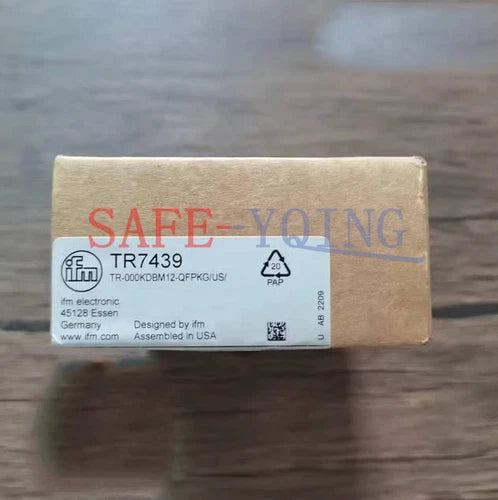 SAFE-YQING
ifm
TR7439
TR-000KDBM12-QFPKG/US/
ifm electronic
45128 Essen
Germany
www.ifm.com
Designed by ifm
Assembled in USA
20
PAP
U AB 2209